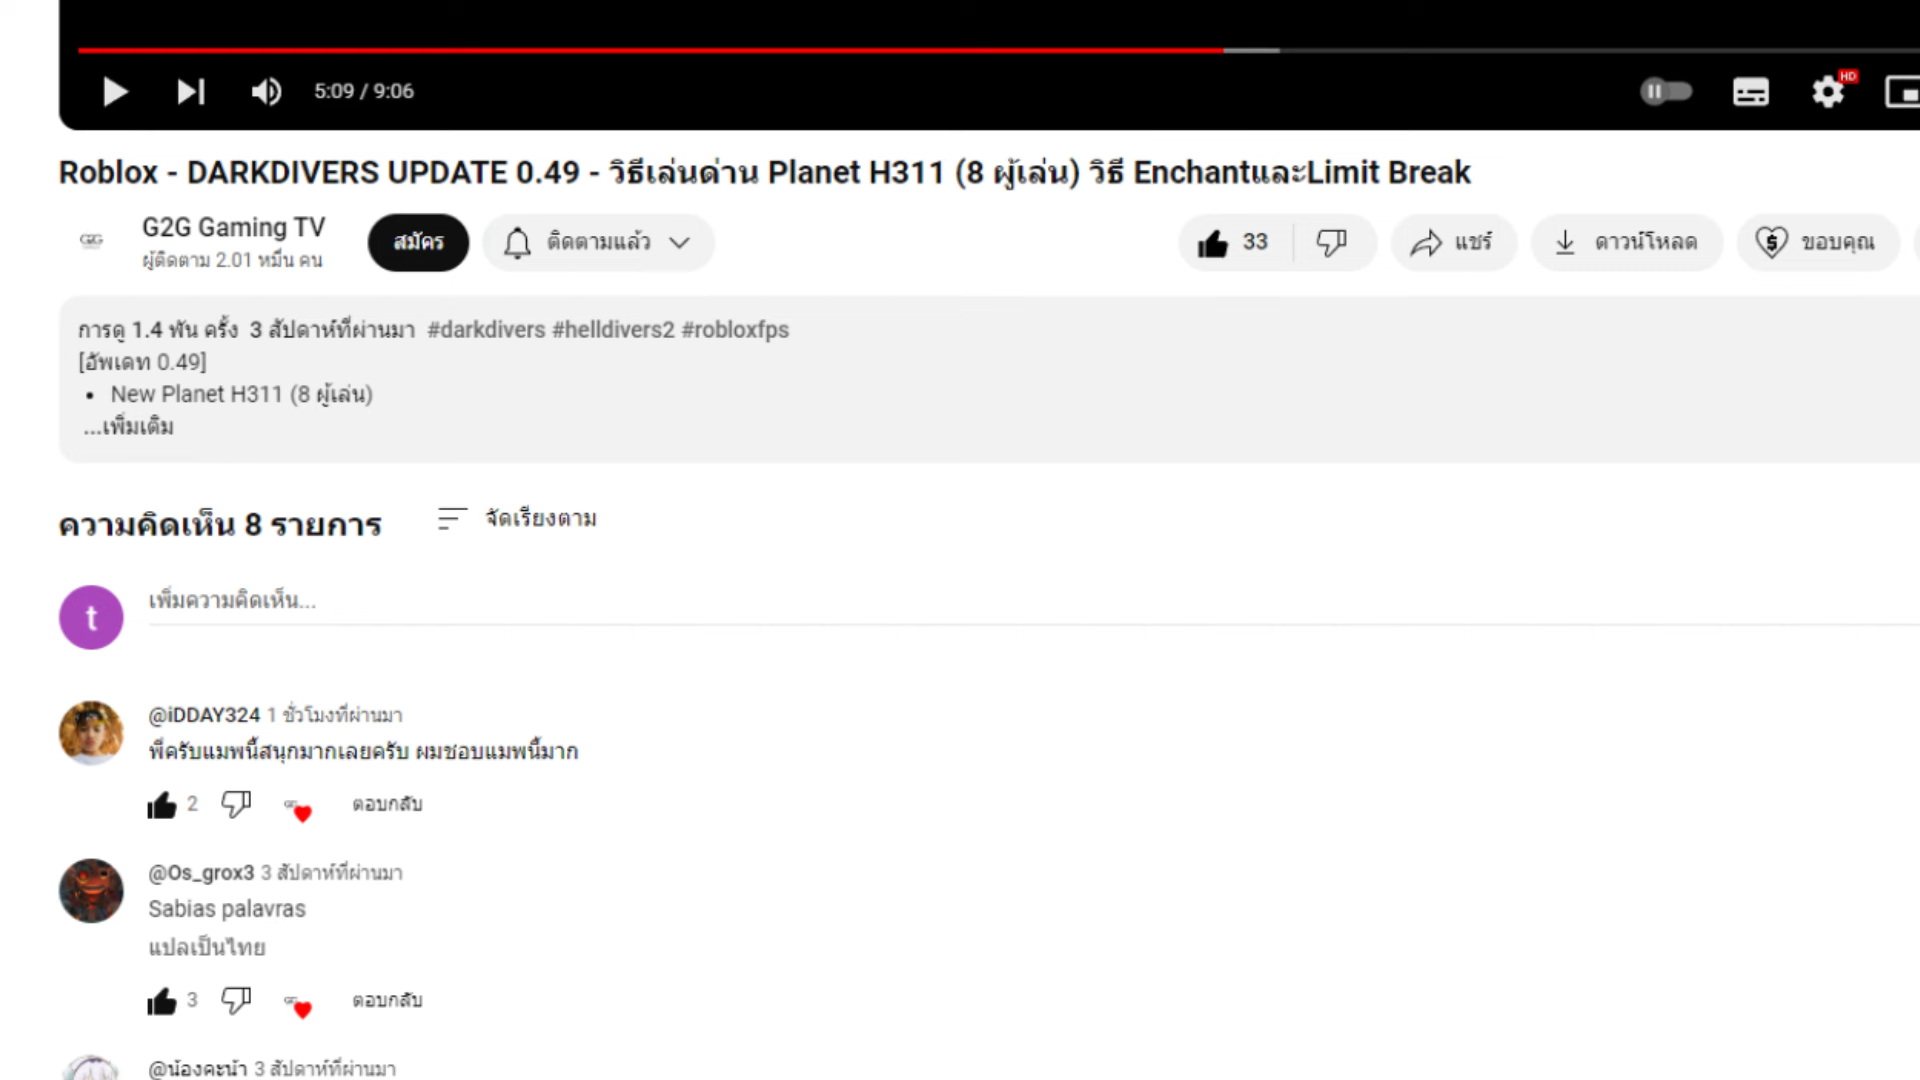 5:09 / 9:06
HD
Roblox - DARKDIVERS UPDATE 0.49 - วิธีเล่นด่าน Planet H311 (8 ผู้เล่น) วิธี EnchantและLimit Break
G2G
G2G Gaming TV
ผู้ติดตาม 2.01 หมื่น คน
สมัคร
ติดตามแล้ว
33
แชร์
ดาวน์โหลด
ขอบคุณ
การดู 1.4 พัน ครั้ง 3 สัปดาห์ที่ผ่านมา #darkdivers #helldivers2 #robloxfps
[อัพเดท 0.49]
• New Planet H311 (8 ผู้เล่น)
...เพิ่มเติม
ความคิดเห็น 8 รายการ
จัดเรียงตาม
t
เพิ่มความคิดเห็น...
@iDDAY324 1 ชั่วโมงที่ผ่านมา
พี่ครับแมพนี้สนุกมากเลยครับ ผมชอบแมพนี้มาก
2
ตอบกลับ
@Os_grox3 3 สัปดาห์ที่ผ่านมา
Sabias palavras
แปลเป็นไทย
3
ตอบกลับ
@น้องคะน้า 3 สัปดาห์ที่ผ่านมา